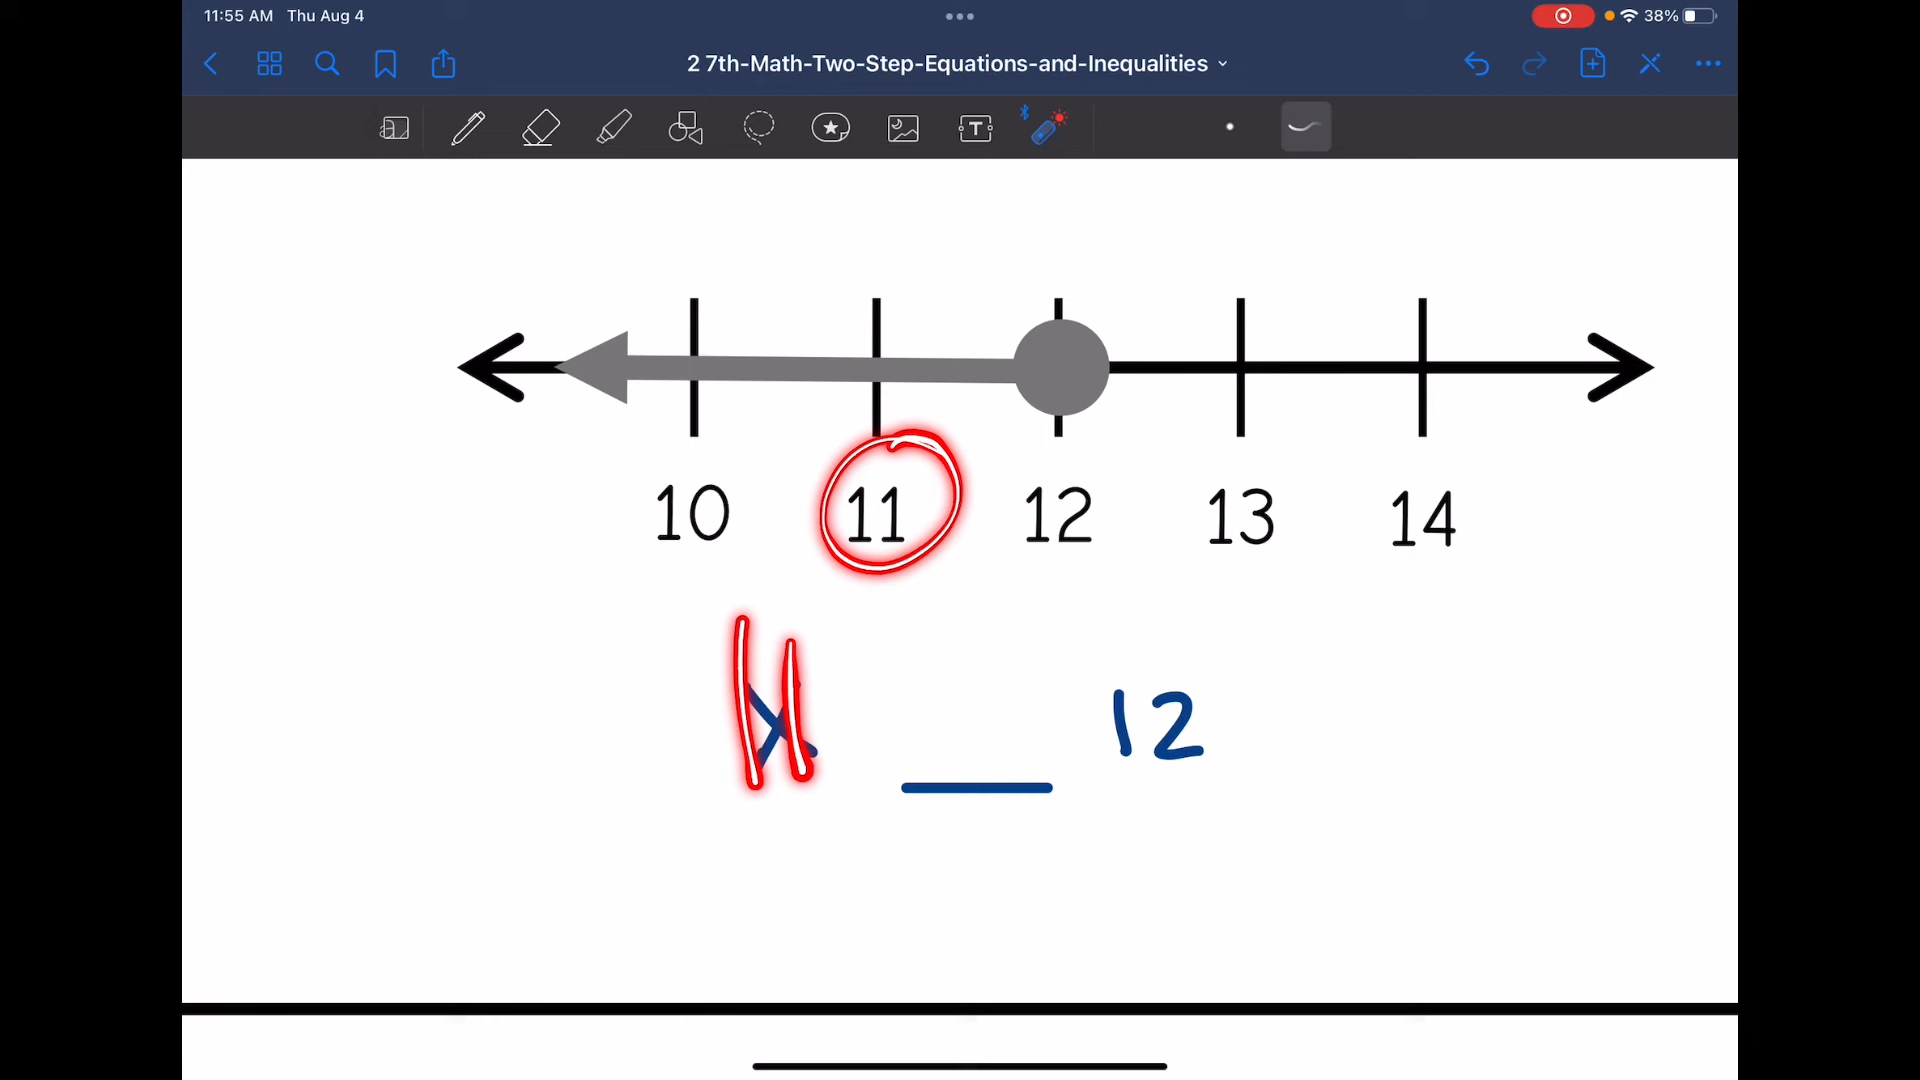 11:55 AM Thu Aug 4 38%
2 7th-Math-Two-Step-Equations-and-Inequalities
T
10 11 12 13 14
11 12